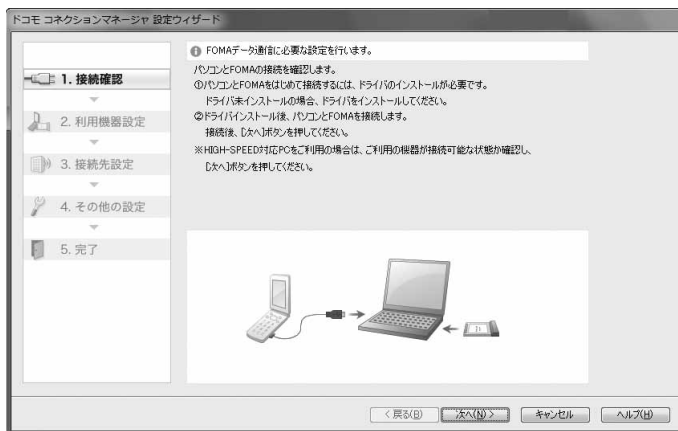 ドコモ コネクションマネージャ 設定ウィザード
1. 接続確認
2. 利用機器設定
3. 接続先設定
4. その他の設定
5. 完了
FOMAデータ通信に必要な設定を行います。
パソコンとFOMAの接続を確認します。
①パソコンとFOMAをはじめて接続するには、ドライバのインストールが必要です。
ドライバ未インストールの場合、ドライバをインストールしてください。
②ドライバインストール後、パソコンとFOMAを接続します。
接続後、[次へ]ボタンを押してください。
※HIGH-SPEED対応PCをご利用の場合は、ご利用の機器が接続可能な状態か確認し、
[次へ]ボタンを押してください。
< 戻る(B)
次へ(N) >
キャンセル
ヘルプ(H)